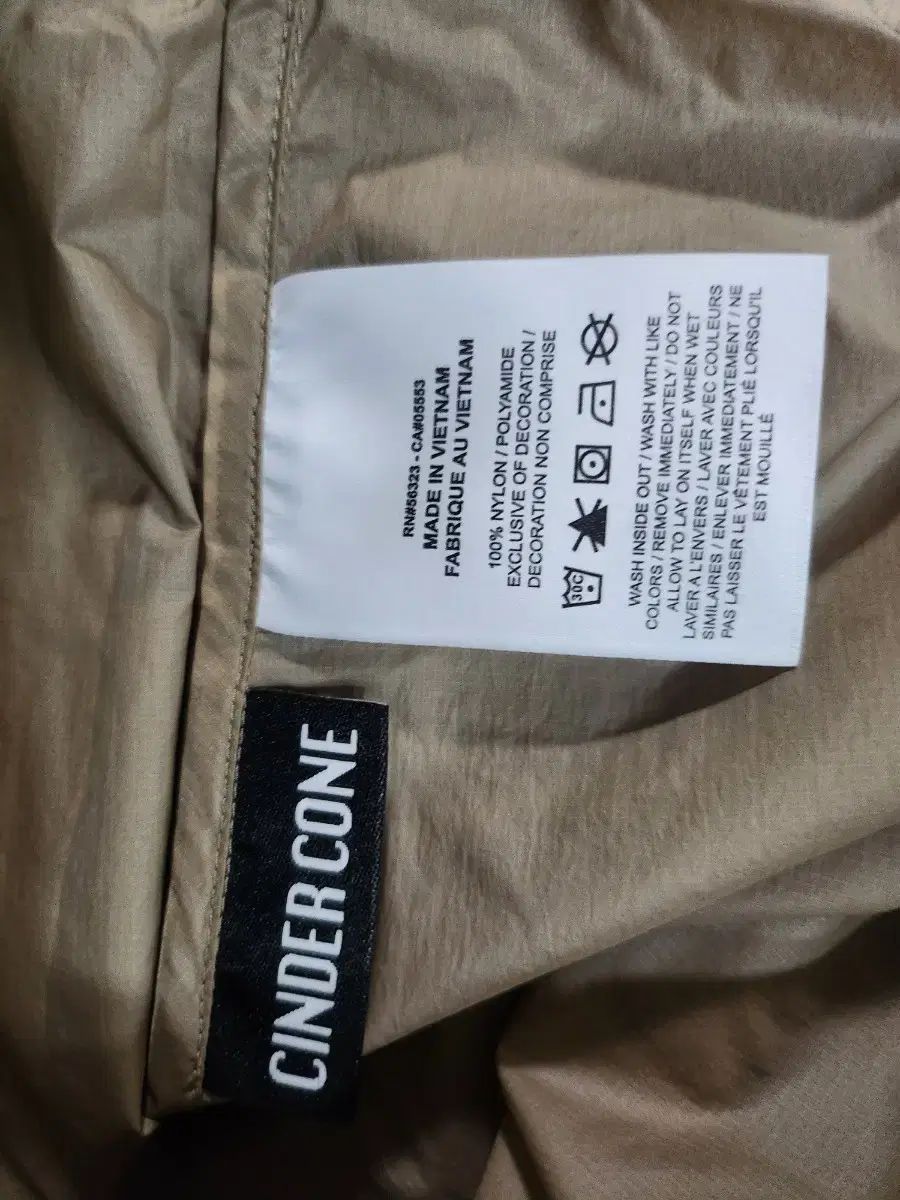 RN#56323 - CA#05553
MADE IN VIETNAM
FABRIQUE AU VIETNAM
100% NYLON / POLYAMIDE
EXCLUSIVE OF DECORATION /
DECORATION NON COMPRISE
30C
WASH INSIDE OUT / WASH WITH LIKE
COLORS / REMOVE IMMEDIATELY / DO NOT
ALLOW TO LAY ON ITSELF WHEN WET
LAVER A L'ENVERS / LAVER AVEC COULEURS
SIMILAIRES / ENLEVER IMMEDIATEMENT / NE
PAS LAISSER LE VÊTEMENT PLIÉ LORSQU'IL
EST MOUILLÉ
CINDER CONE